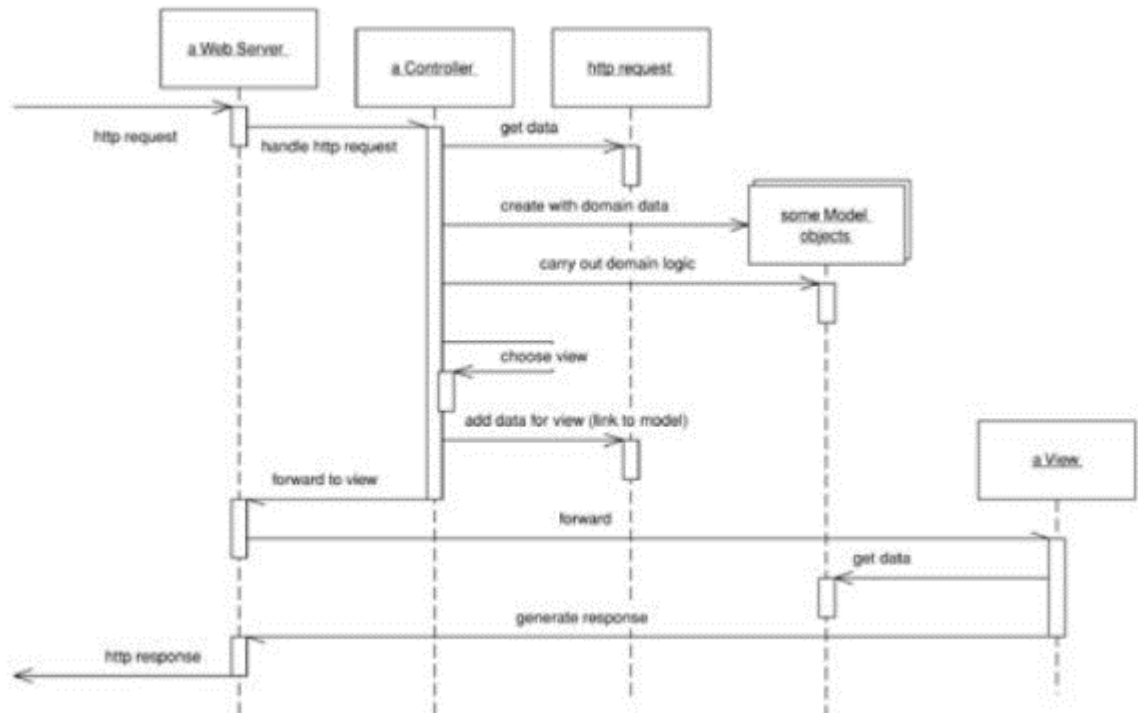 a Web Server
a Controller
http request
http request
handle http request
get data
create with domain data
some Model
objects
carry out domain logic
choose view
add data for view (link to model)
a View
forward to view
forward
get data
generate response
http response